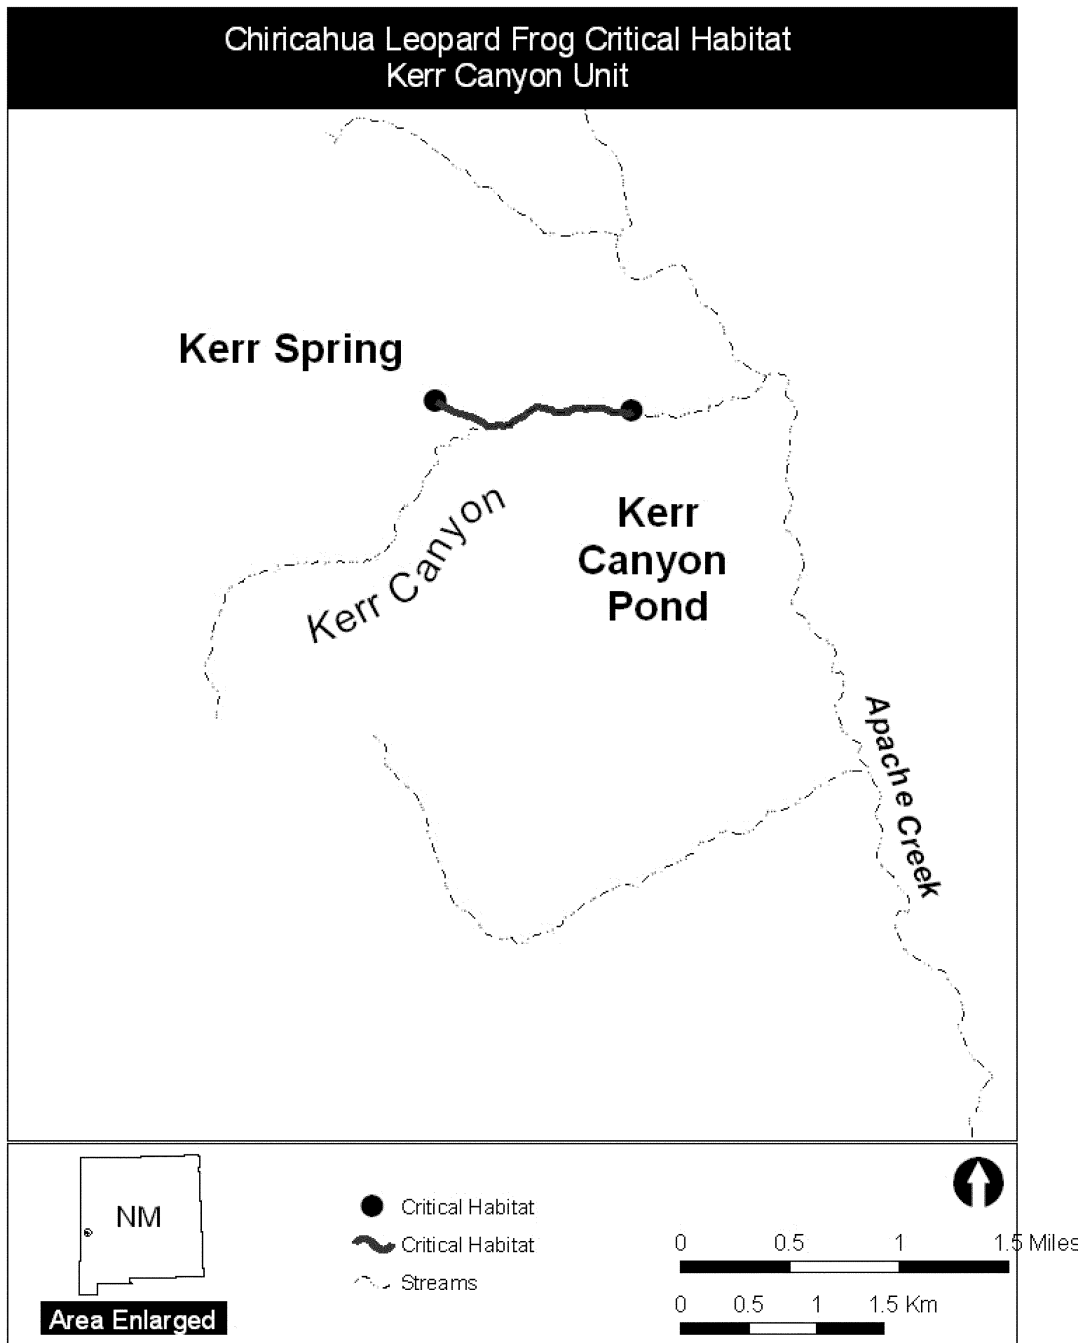 Chiricahua Leopard Frog Critical Habitat
Kerr Canyon Unit
Kerr Spring
Kerr Canyon
Kerr
Canyon
Pond
Apache Creek
NM
Area Enlarged
Critical Habitat
Critical Habitat
Streams
0 0.5 1 1.5 Miles
0 0.5 1 1.5 Km